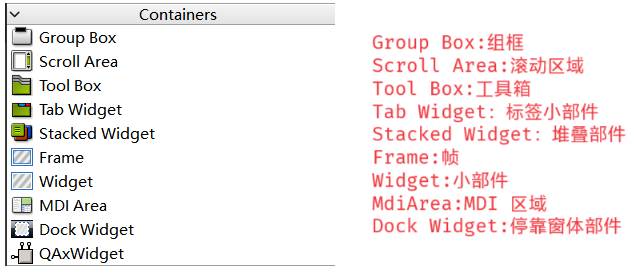 Containers
Group Box
Scroll Area
Tool Box
Tab Widget
Stacked Widget
Frame
Widget
MDI Area
Dock Widget
QAxWidget
Group Box:组框
Scroll Area:滚动区域
Tool Box:工具箱
Tab Widget: 标签小部件
Stacked Widget: 堆叠部件
Frame:帧
Widget:小部件
MdiArea:MDI 区域
Dock Widget:停靠窗体部件